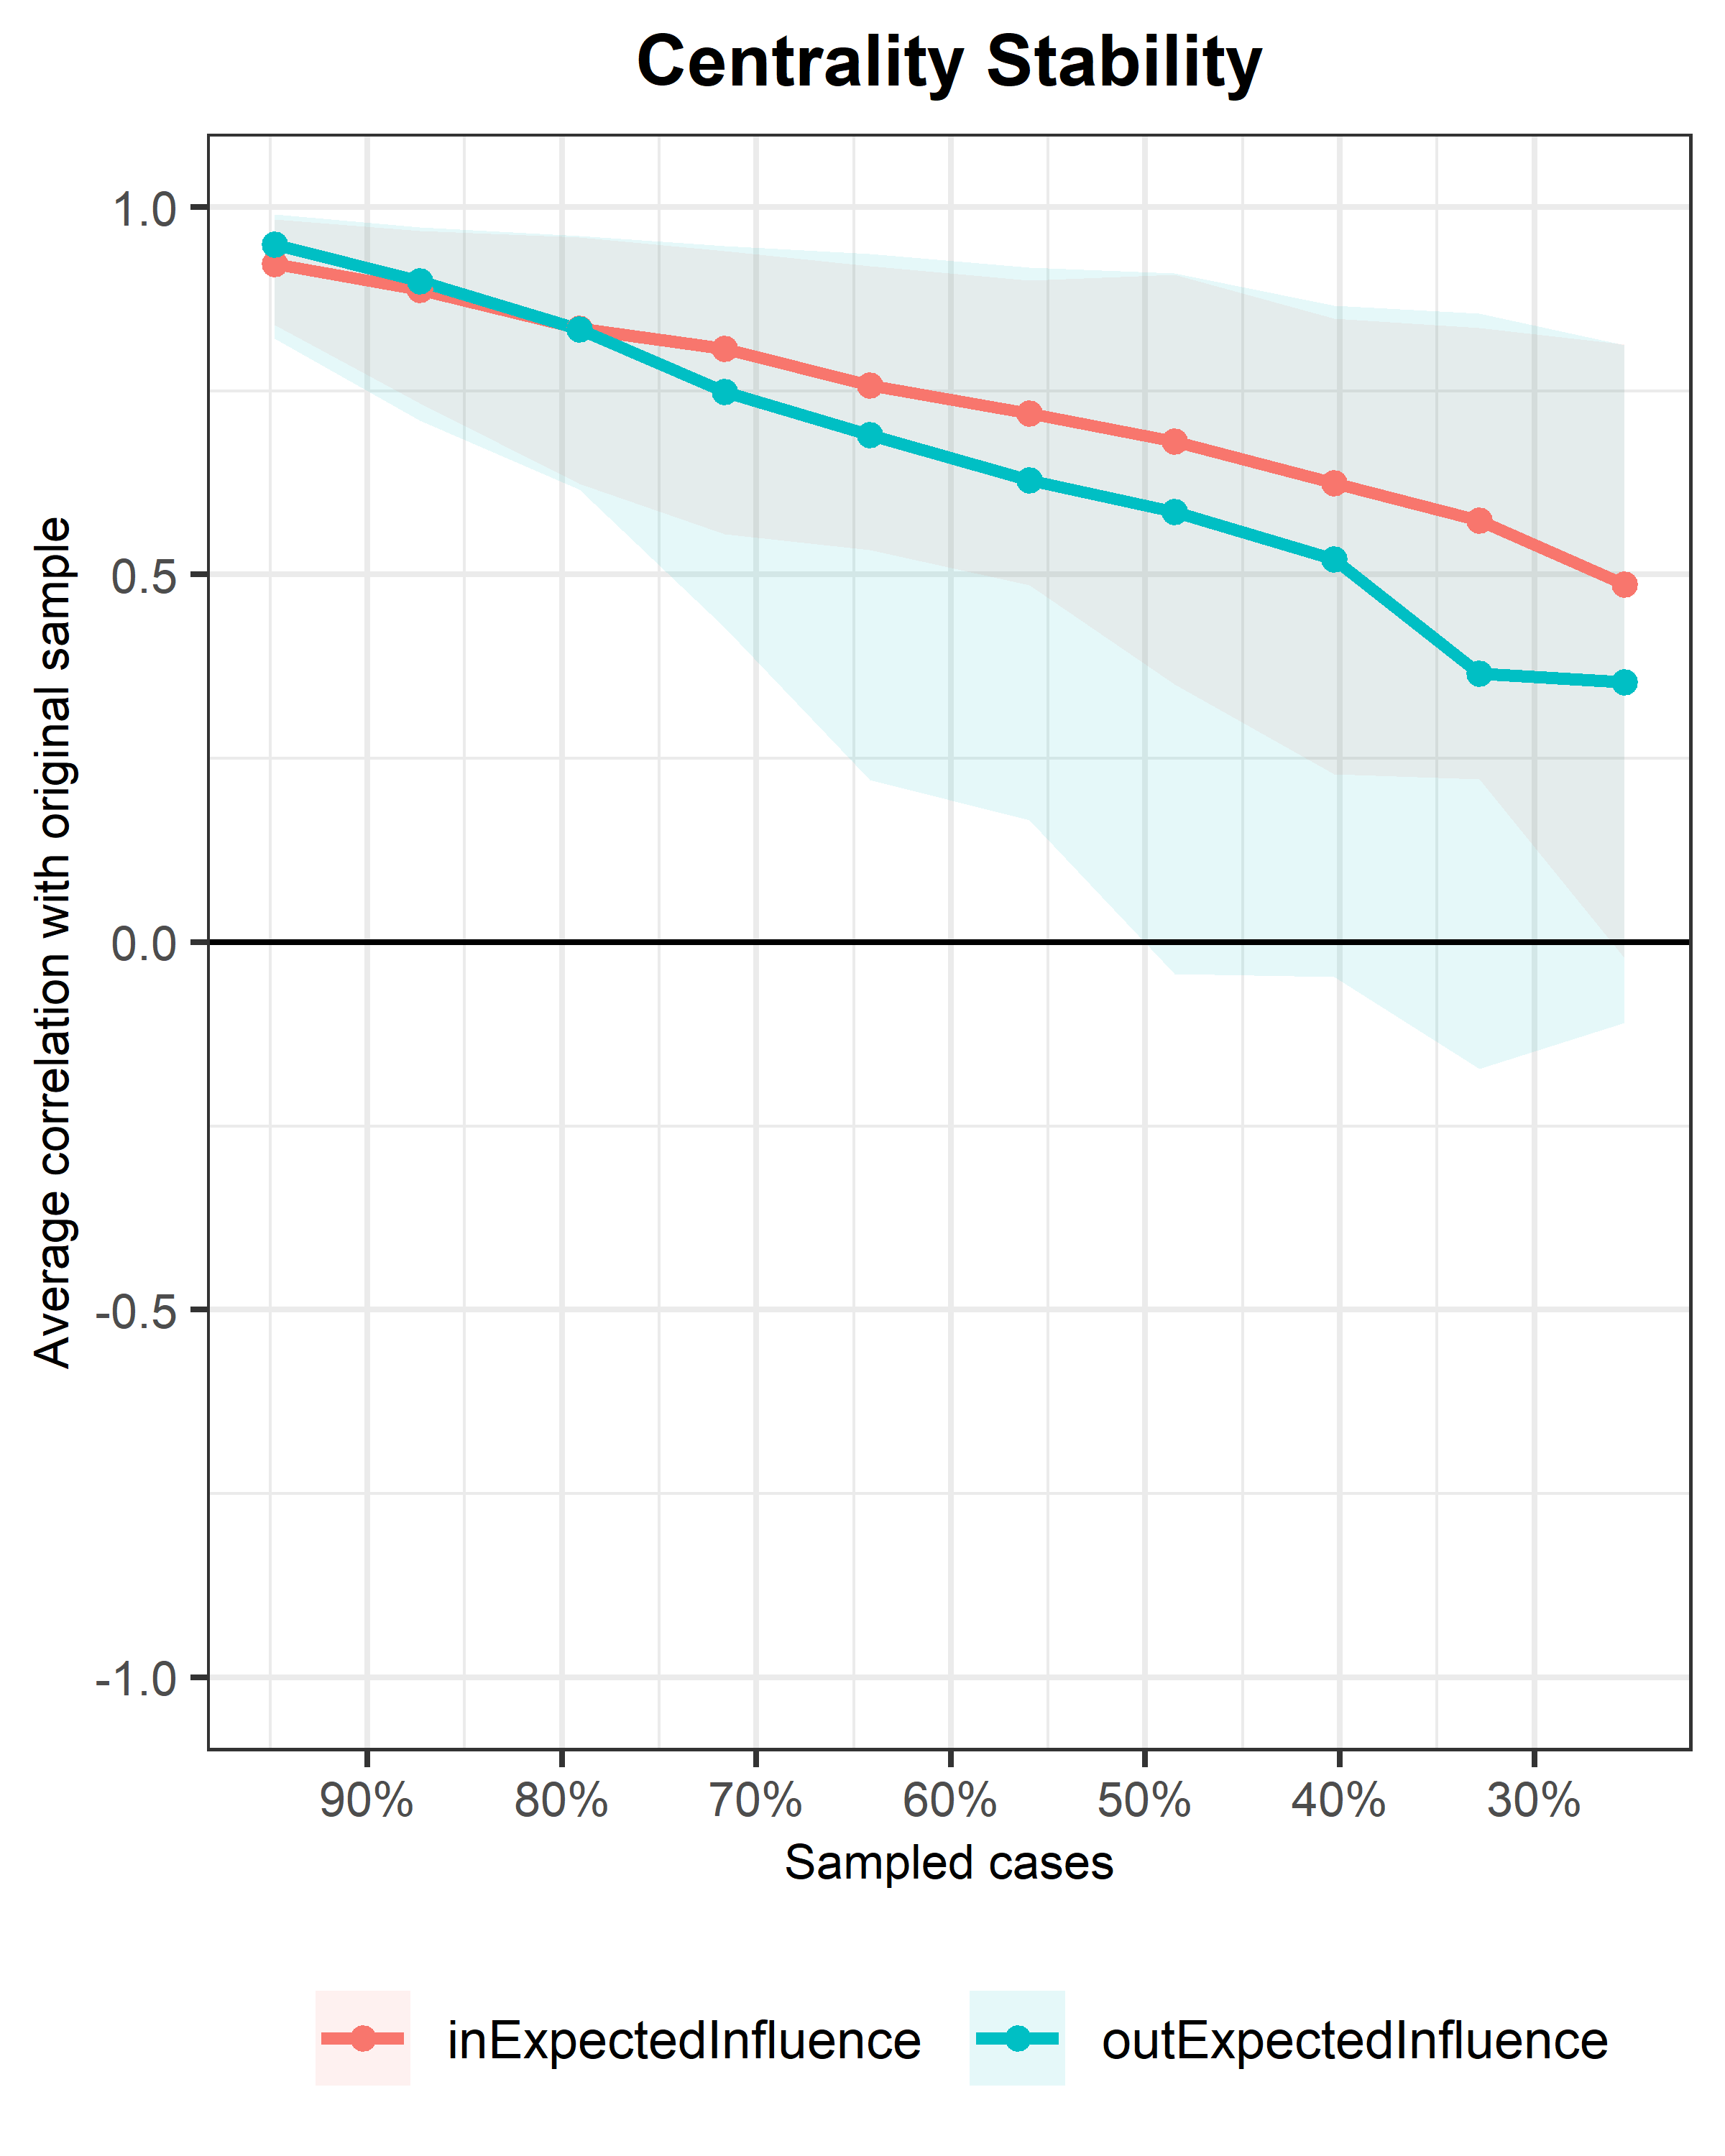 Centrality Stability
Average correlation with original sample
1.0
0.5
0.0
-0.5
-1.0
90% 80% 70% 60% 50% 40% 30%
Sampled cases
inExpectedInfluence outExpectedInfluence